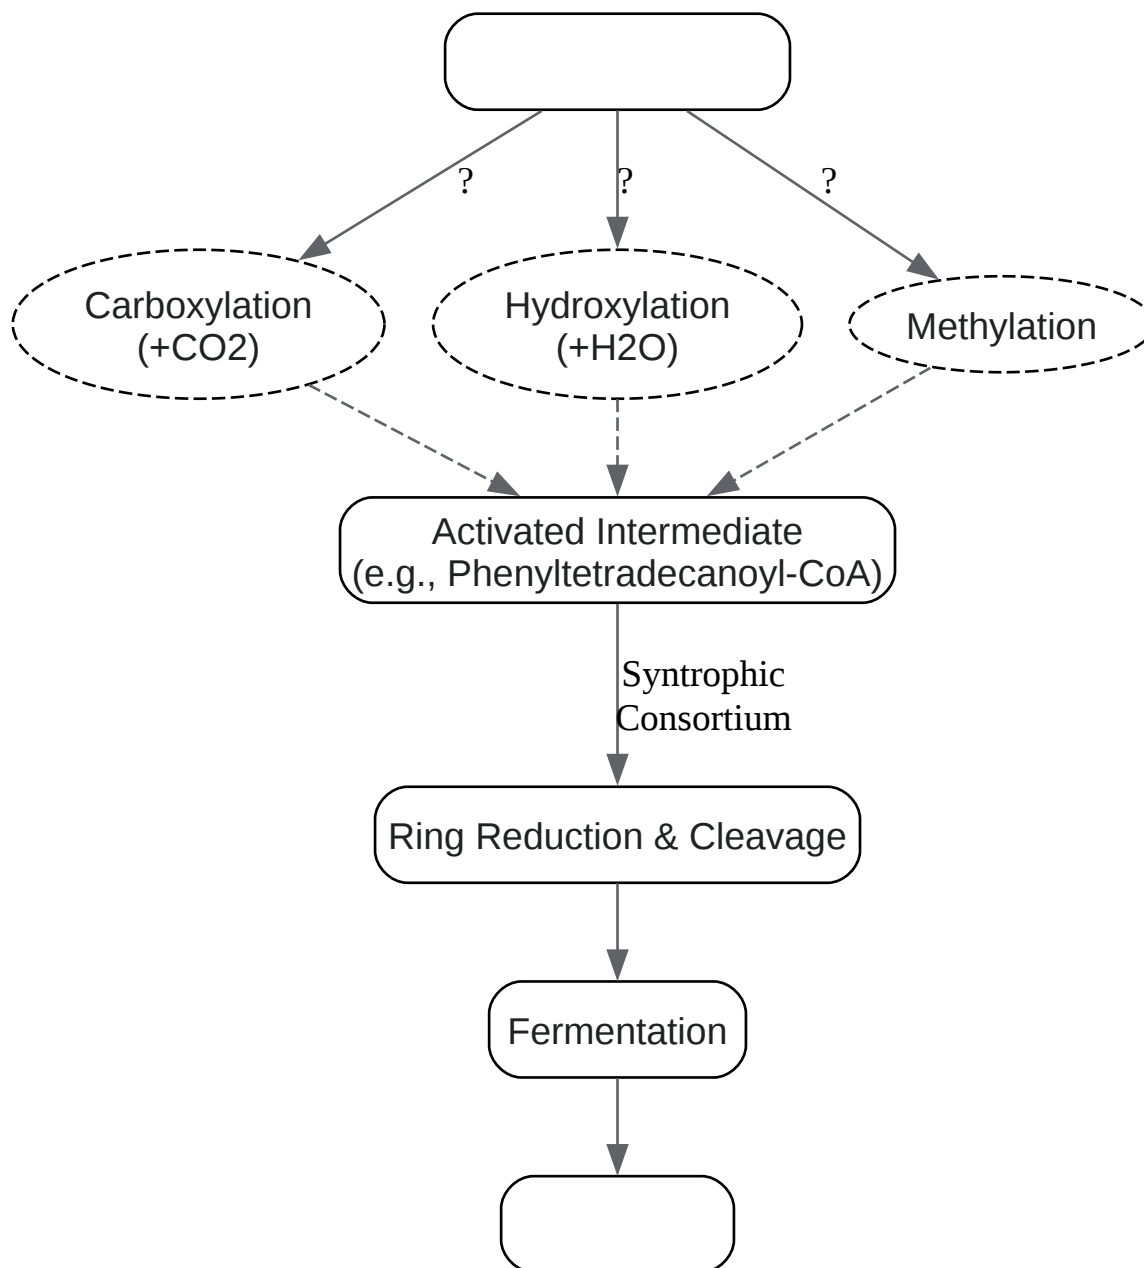 ?
?
?
Carboxylation
(+CO2)
Hydroxylation
(+H2O)
Methylation
Activated Intermediate
(e.g., Phenyltetradecanoyl-CoA)
Syntrophic
Consortium
Ring Reduction & Cleavage
Fermentation